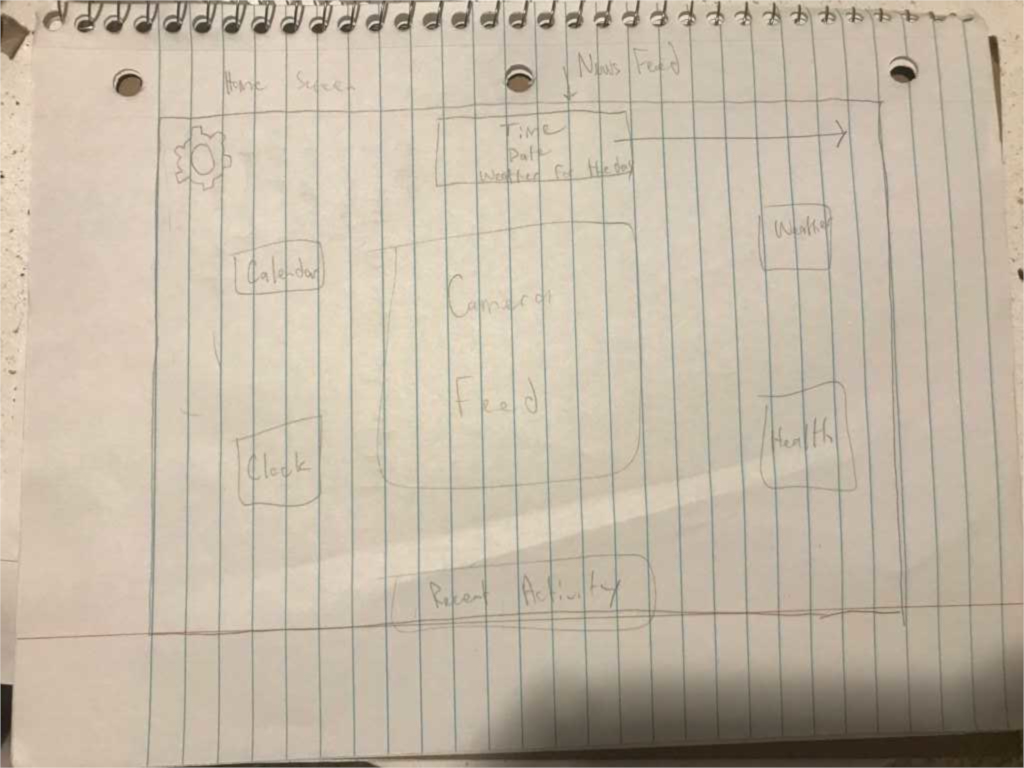 Home Screen
News Feed
Time
Date
Weather for the day
Weather
Calendar
Camera
Feed
Clock
Health
Recent Activity